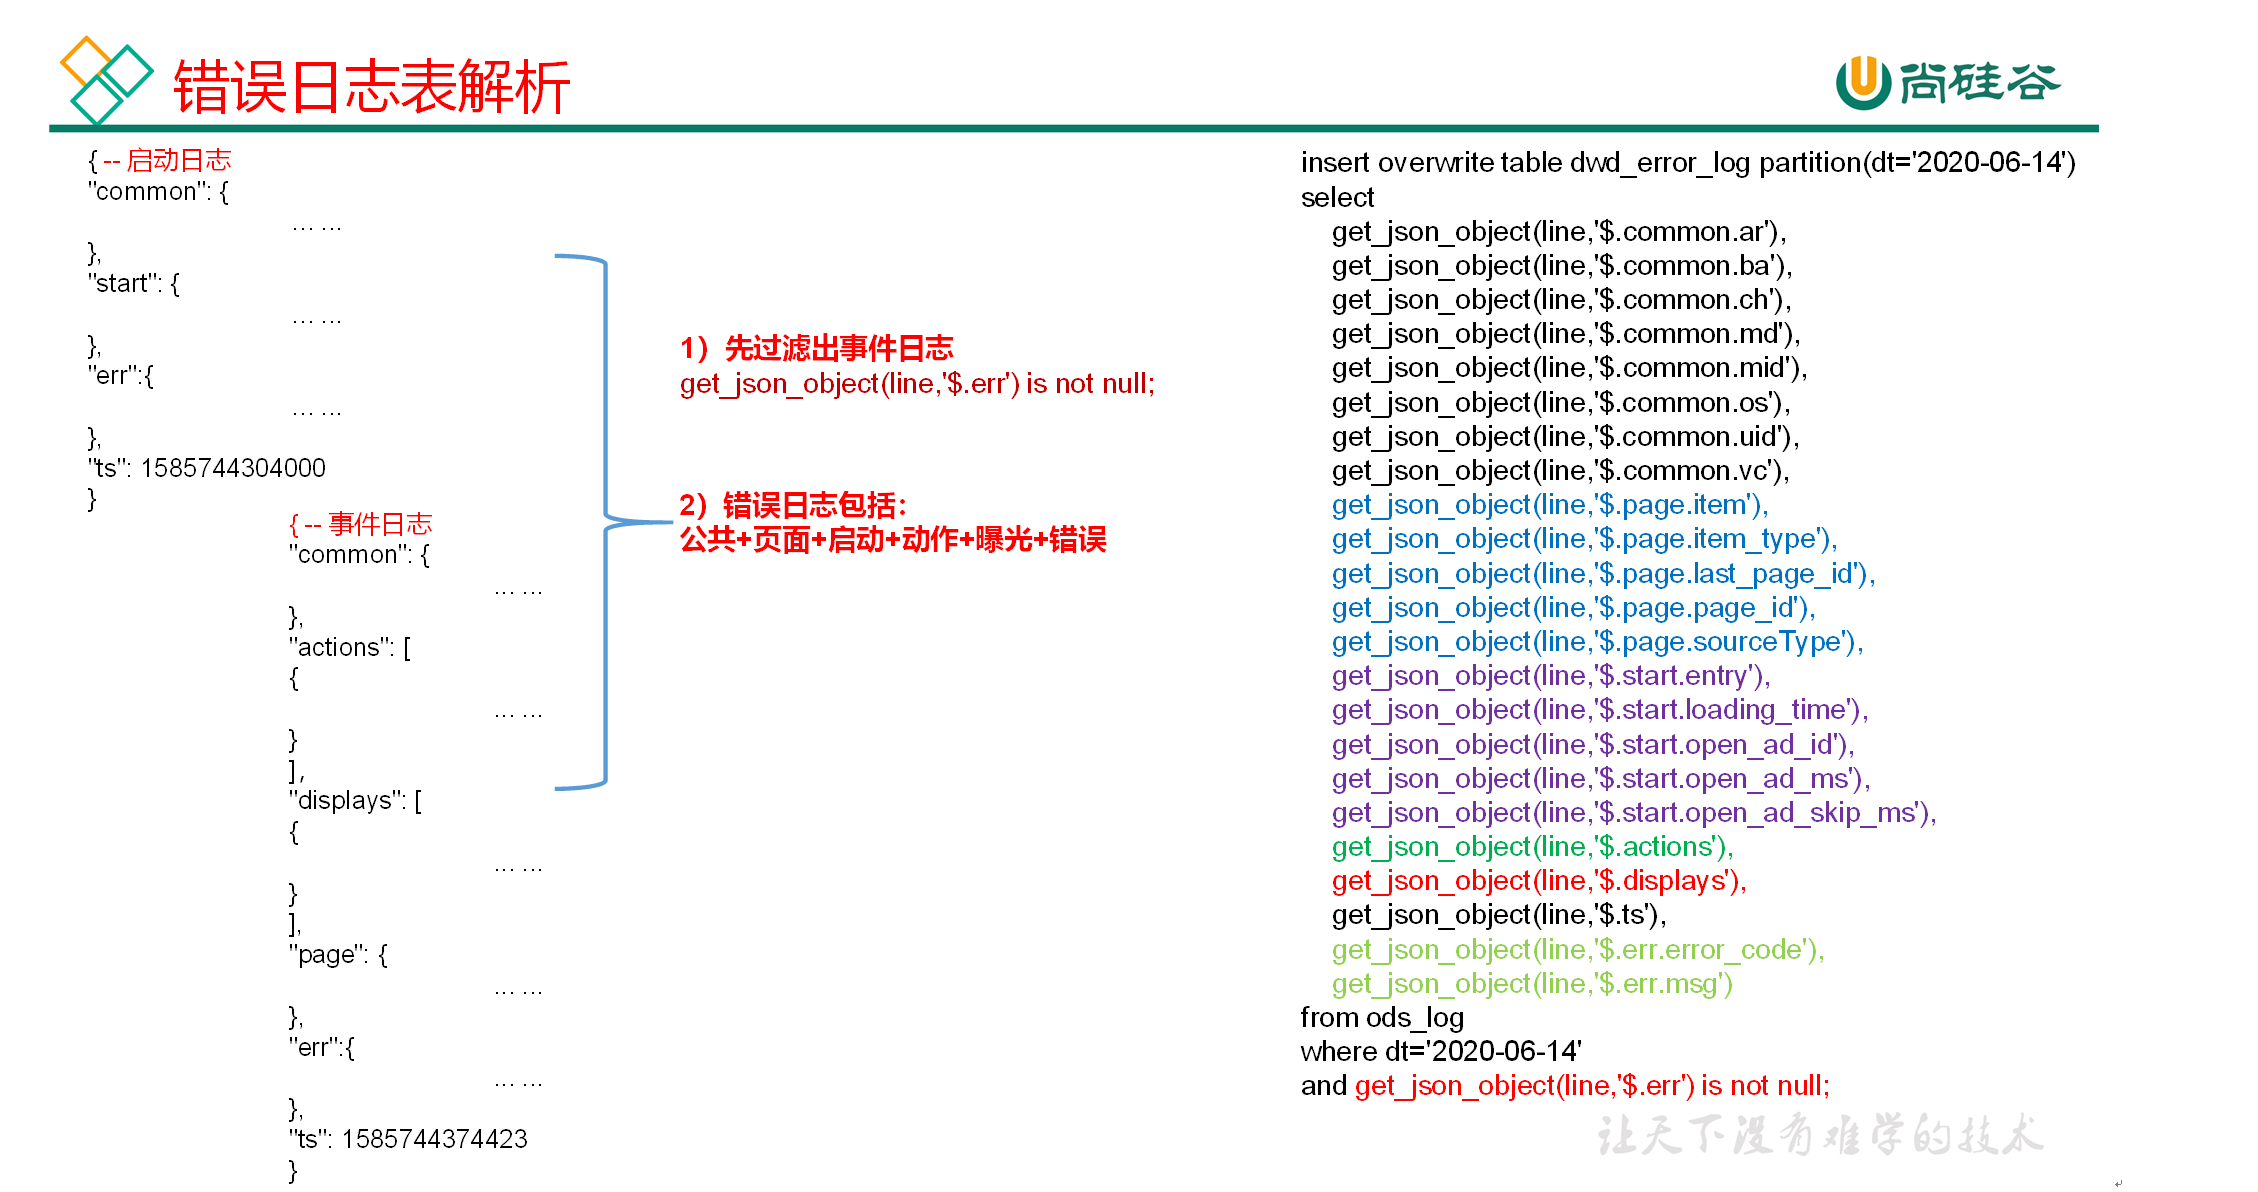 错误日志表解析
尚硅谷
{ -- 启动日志
"common": {
... ...
},
"start": {
... ...
},
"err":{
... ...
},
"ts": 1585744304000
}
{ -- 事件日志
"common": {
... ...
},
"actions": [
{
... ...
}
],
"displays": [
{
... ...
}
],
"page": {
... ...
},
"err":{
... ...
},
"ts": 1585744374423
}
1）先过滤出事件日志
get_json_object(line,'$.err') is not null;
2）错误日志包括：
公共+页面+启动+动作+曝光+错误
insert overwrite table dwd_error_log partition(dt='2020-06-14')
select
get_json_object(line,'$.common.ar'),
get_json_object(line,'$.common.ba'),
get_json_object(line,'$.common.ch'),
get_json_object(line,'$.common.md'),
get_json_object(line,'$.common.mid'),
get_json_object(line,'$.common.os'),
get_json_object(line,'$.common.uid'),
get_json_object(line,'$.common.vc'),
get_json_object(line,'$.page.item'),
get_json_object(line,'$.page.item_type'),
get_json_object(line,'$.page.last_page_id'),
get_json_object(line,'$.page.page_id'),
get_json_object(line,'$.page.sourceType'),
get_json_object(line,'$.start.entry'),
get_json_object(line,'$.start.loading_time'),
get_json_object(line,'$.start.open_ad_id'),
get_json_object(line,'$.start.open_ad_ms'),
get_json_object(line,'$.start.open_ad_skip_ms'),
get_json_object(line,'$.actions'),
get_json_object(line,'$.displays'),
get_json_object(line,'$.ts'),
get_json_object(line,'$.err.error_code'),
get_json_object(line,'$.err.msg')
from ods_log
where dt='2020-06-14'
and get_json_object(line,'$.err') is not null;
让天下没有难学的技术